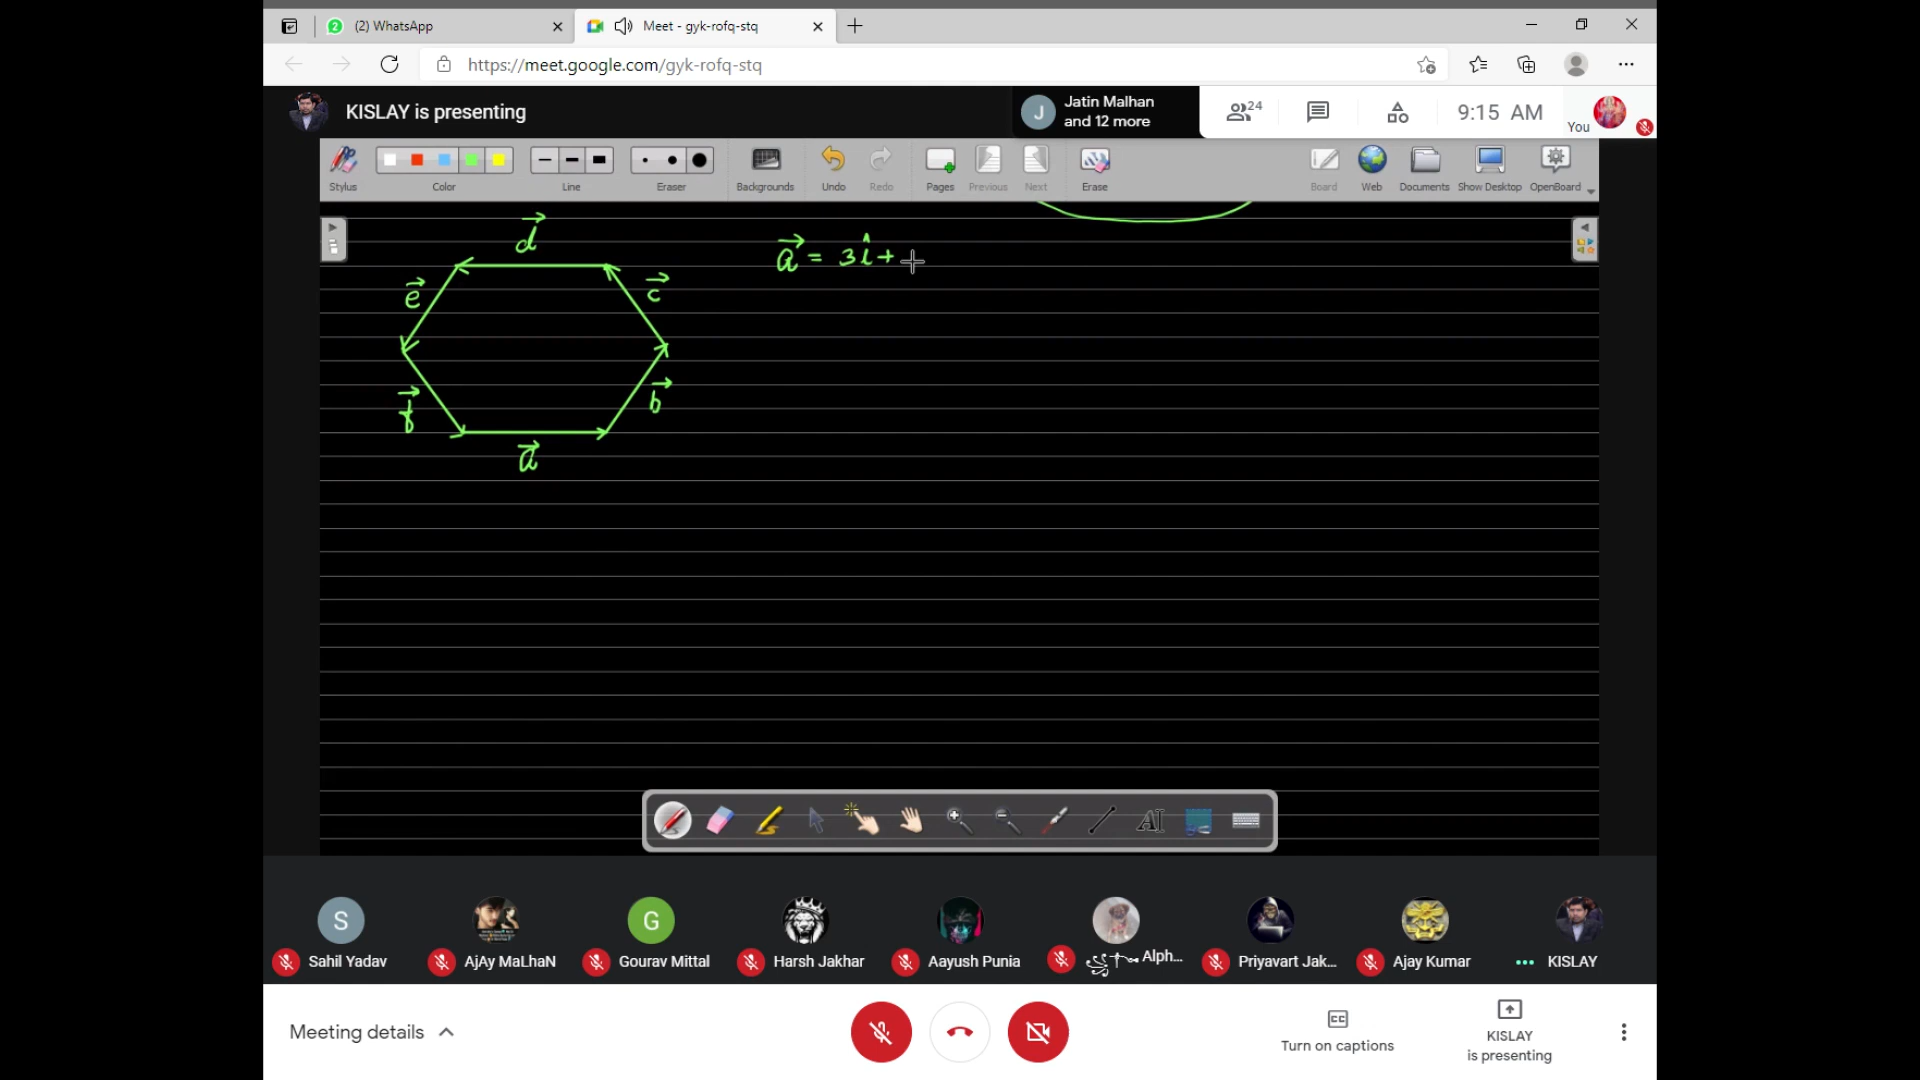 (2) WhatsApp
Meet - gyk-rofq-stq
https://meet.google.com/gyk-rofq-stq
KISLAY is presenting
J
Jatin Malhan
and 12 more
24
9:15 AM
You
Stylus
Color
Line
Eraser
Backgrounds
Undo
Redo
Pages
Previous
Next
Erase
Board
Web
Documents
Show Desktop
OpenBoard
d⃗
a⃗ = 3î +
e⃗
c⃗
f⃗
b⃗
a⃗
AI
S
G
Sahil Yadav
AjAy MaLhaN
Gourav Mittal
Harsh Jakhar
Aayush Punia
Alph...
Priyavart Jak...
Ajay Kumar
KISLAY
Meeting details
CC
Turn on captions
KISLAY
is presenting